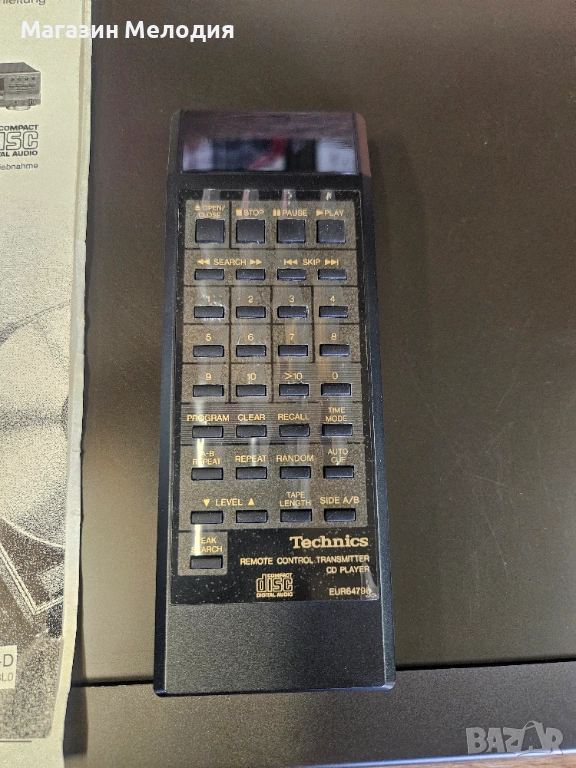 Магазин Мелодия
COMPACT
disc
DIGITAL AUDIO
▲ OPEN/
CLOSE
■ STOP
▮▮ PAUSE
▶ PLAY
◀◀ SEARCH ▶▶
|◀◀ SKIP ▶▶|
1 2 3 4
5 6 7 8
9 10 >10 0
PROGRAM CLEAR RECALL TIME
MODE
A-B
REPEAT
REPEAT RANDOM AUTO
CUE
▼ LEVEL ▲ TAPE
LENGTH
SIDE A/B
PEAK
SEARCH
Technics
REMOTE CONTROL TRANSMITTER
CD PLAYER
COMPACT
disc
DIGITAL AUDIO
BAZAR